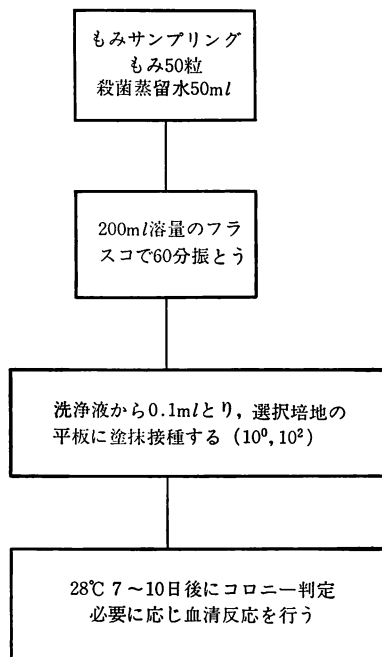 もみサンプリング
もみ50粒
殺菌蒸留水50ml
200ml溶量のフラ
スコで60分振とう
洗浄液から0.1mlとり，選択培地の
平板に塗抹接種する (10⁰, 10²)
28℃ 7～10日後にコロニー判定
必要に応じ血清反応を行う